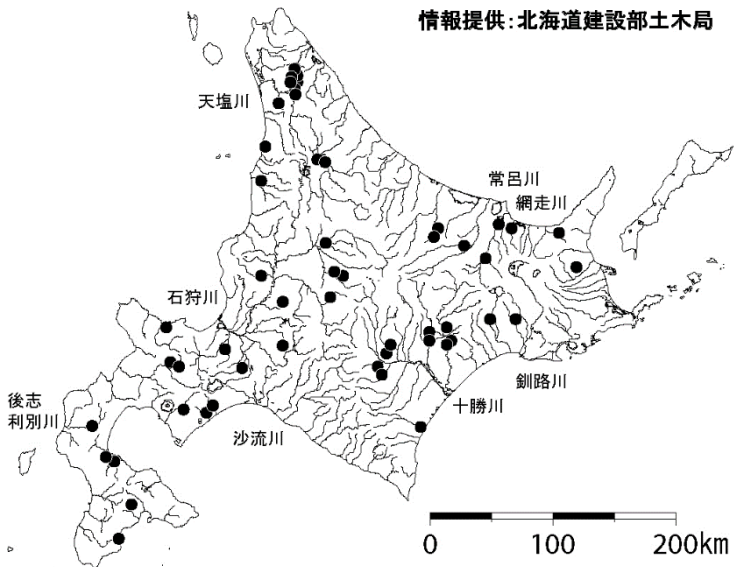 情報提供:北海道建設部土木局
天塩川
常呂川
網走川
石狩川
後志
利別川
釧路川
十勝川
沙流川
0 100 200km